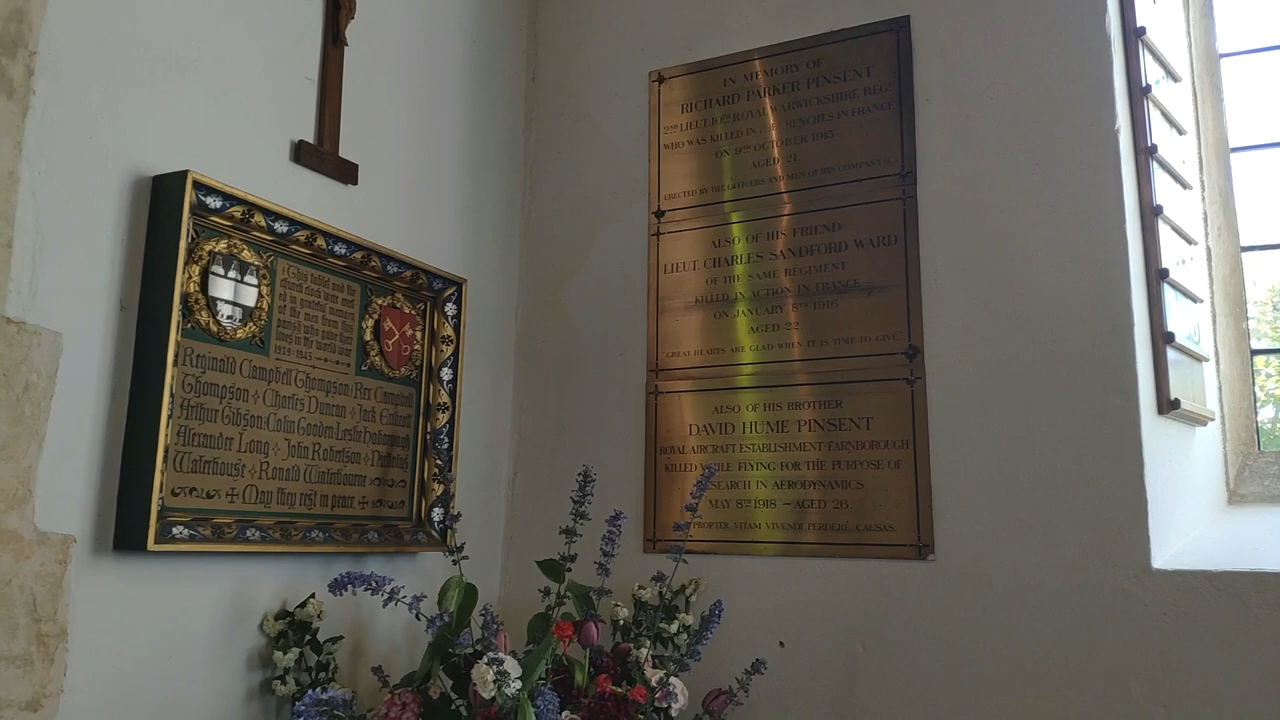 This tablet and the
church clock were erect
ed in grateful memory
of the men from this
parish who gave their
lives in the world war
1939-1945
Reginald Campbell Thompson: Rex Campbell
Thompson + Charles Duncan + Jack
Arthur Gibson: Colin Gooden: Leslie
Alexander Long + John Robertson + Nicholas
Waterhouse + Ronald Winterbourne
May they rest in peace
IN MEMORY OF
RICHARD PARKER PINSENT
2ND LIEUT. 10TH ROYAL WARWICKSHIRE REGT
WHO WAS KILLED IN THE TRENCHES IN FRANCE
ON 9TH OCTOBER 1915
AGED 21.
ERECTED BY THE OFFICERS AND MEN OF HIS COMPANY
ALSO OF HIS FRIEND
LIEUT. CHARLES SANDFORD WARD
OF THE SAME REGIMENT
KILLED IN ACTION IN FRANCE
ON JANUARY 8TH 1916
AGED 22
"GREAT HEARTS ARE GLAD WHEN IT IS TIME TO GIVE."
ALSO OF HIS BROTHER
DAVID HUME PINSENT
ROYAL AIRCRAFT ESTABLISHMENT-FARNBOROUGH
KILLED WHILE FLYING FOR THE PURPOSE OF
RESEARCH IN AERODYNAMICS
MAY 8TH 1918 – AGED 26.
PROPTER VITAM VIVENDI PERDERE CAUSAS.